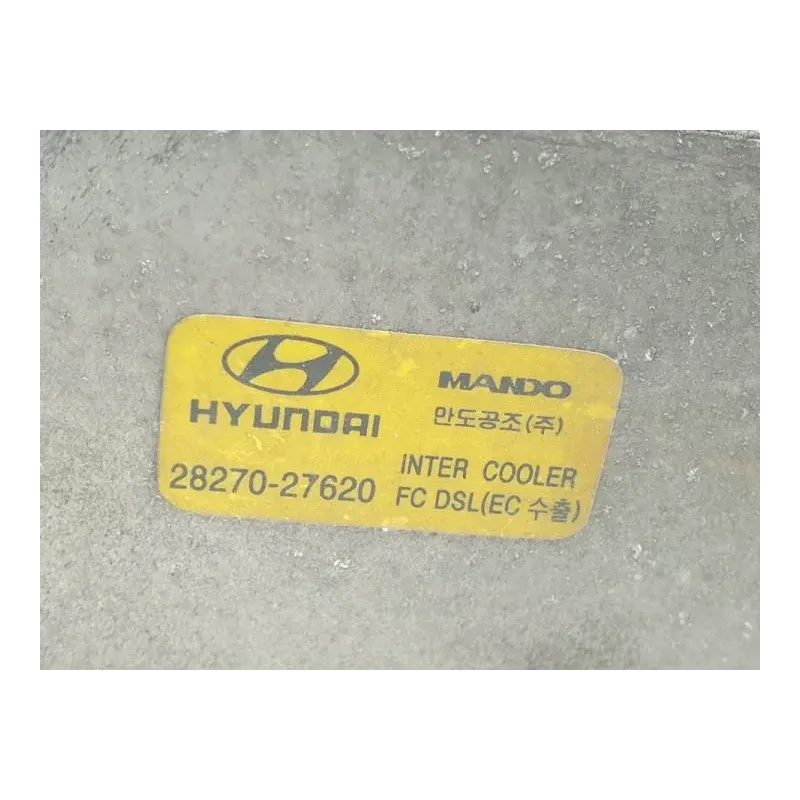 HYUNDAI
28270-27620
MANDO
만도공조(주)
INTER COOLER
FC DSL(EC 수출)